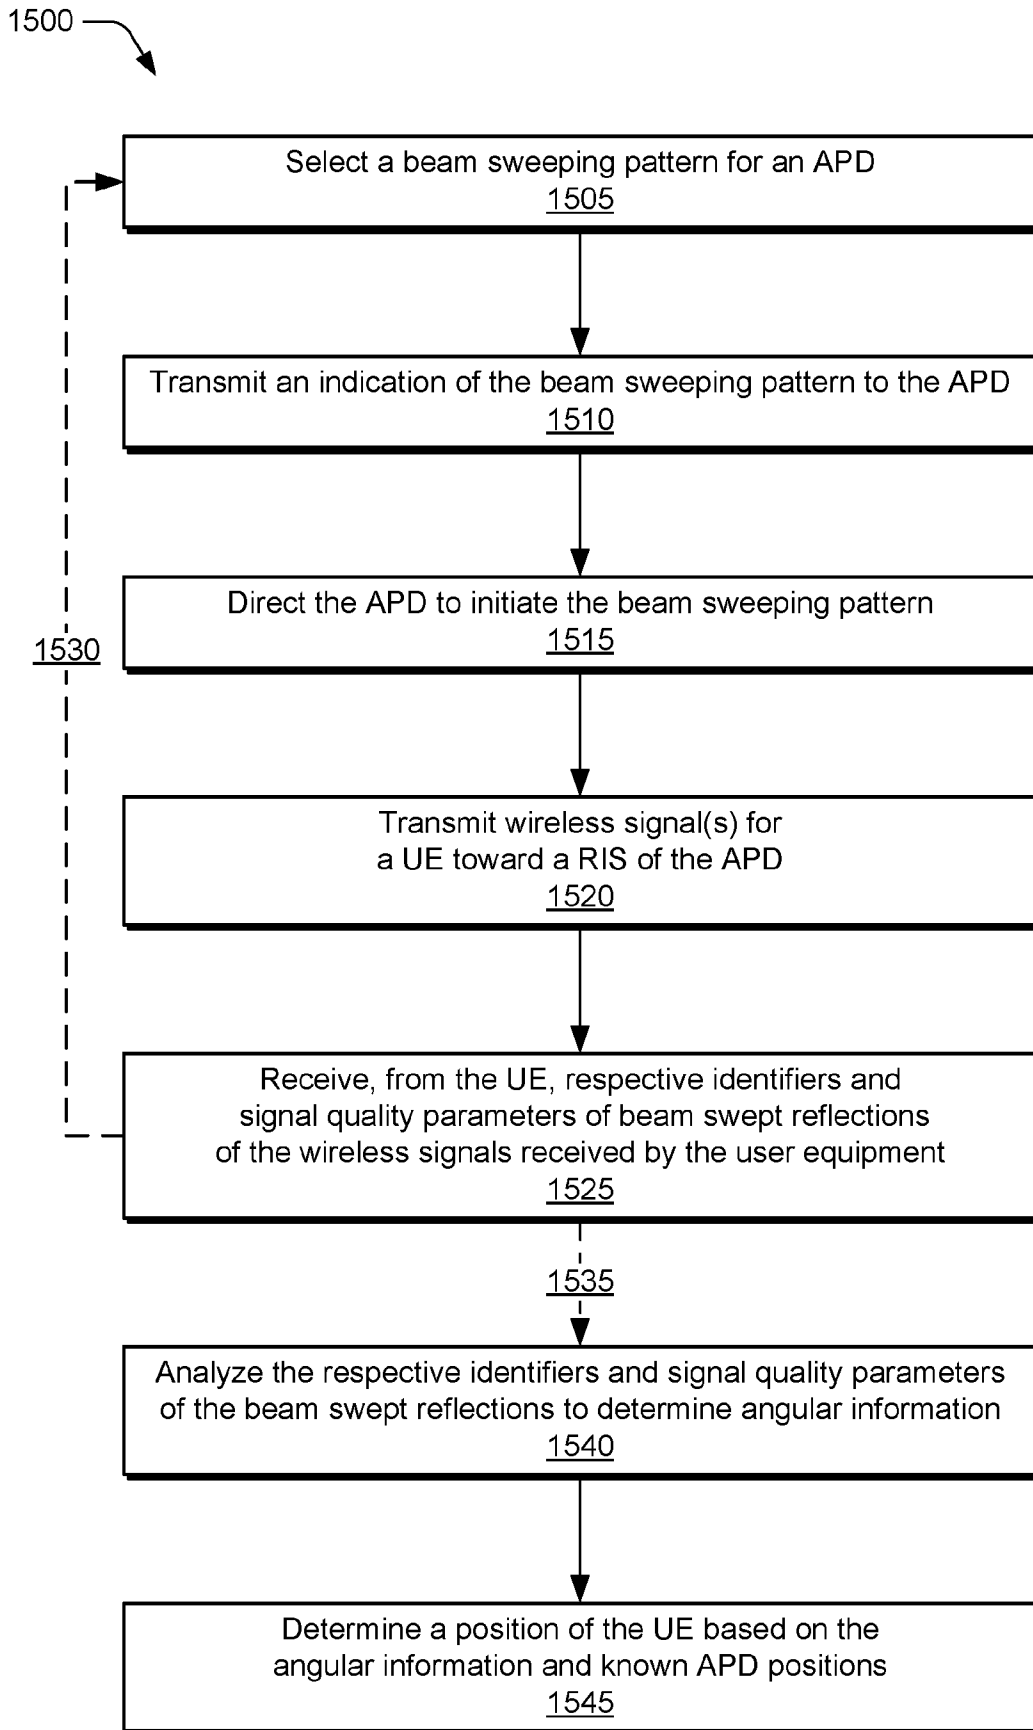 1500
Select a beam sweeping pattern for an APD
1505
Transmit an indication of the beam sweeping pattern to the APD
1510
Direct the APD to initiate the beam sweeping pattern
1515
1530
Transmit wireless signal(s) for
a UE toward a RIS of the APD
1520
Receive, from the UE, respective identifiers and
signal quality parameters of beam swept reflections
of the wireless signals received by the user equipment
1525
1535
Analyze the respective identifiers and signal quality parameters
of the beam swept reflections to determine angular information
1540
Determine a position of the UE based on the
angular information and known APD positions
1545